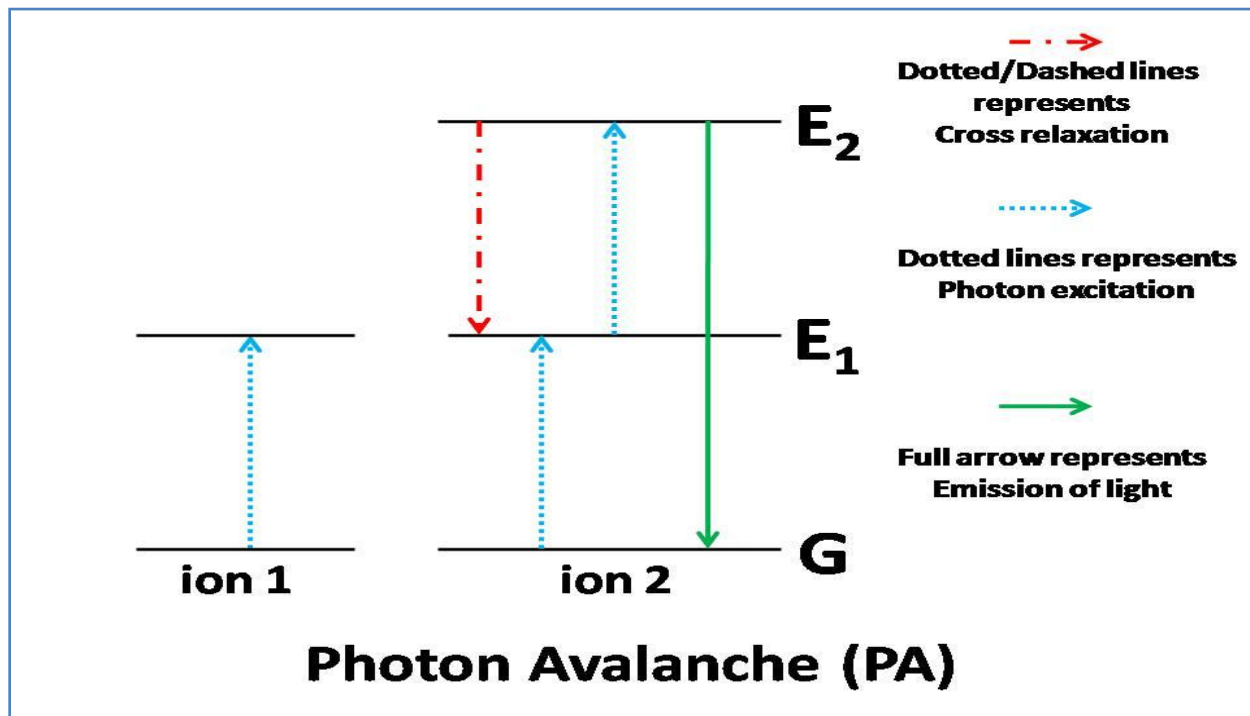 E₂
E₁
G
ion 1
ion 2
Dotted/Dashed lines
represents
Cross relaxation
Dotted lines represents
Photon excitation
Full arrow represents
Emission of light
Photon Avalanche (PA)